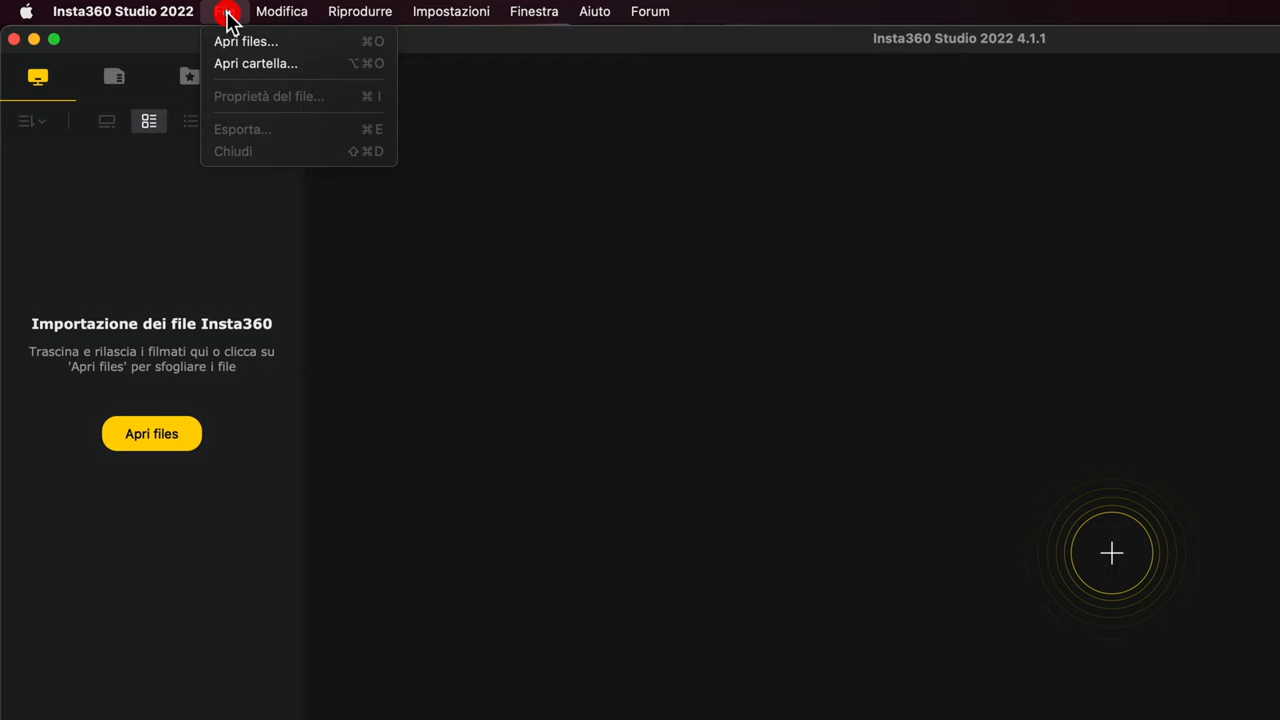 Insta360 Studio 2022 Modifica Riprodurre Impostazioni Finestra Aiuto Forum
Insta360 Studio 2022 4.1.1
Apri files... ⌘O
Apri cartella... ⌥⌘O
Proprietà del file... ⌘I
Esporta... ⌘E
Chiudi ⇧⌘D
Importazione dei file Insta360
Trascina e rilascia i filmati qui o clicca su
'Apri files' per sfogliare i file
Apri files